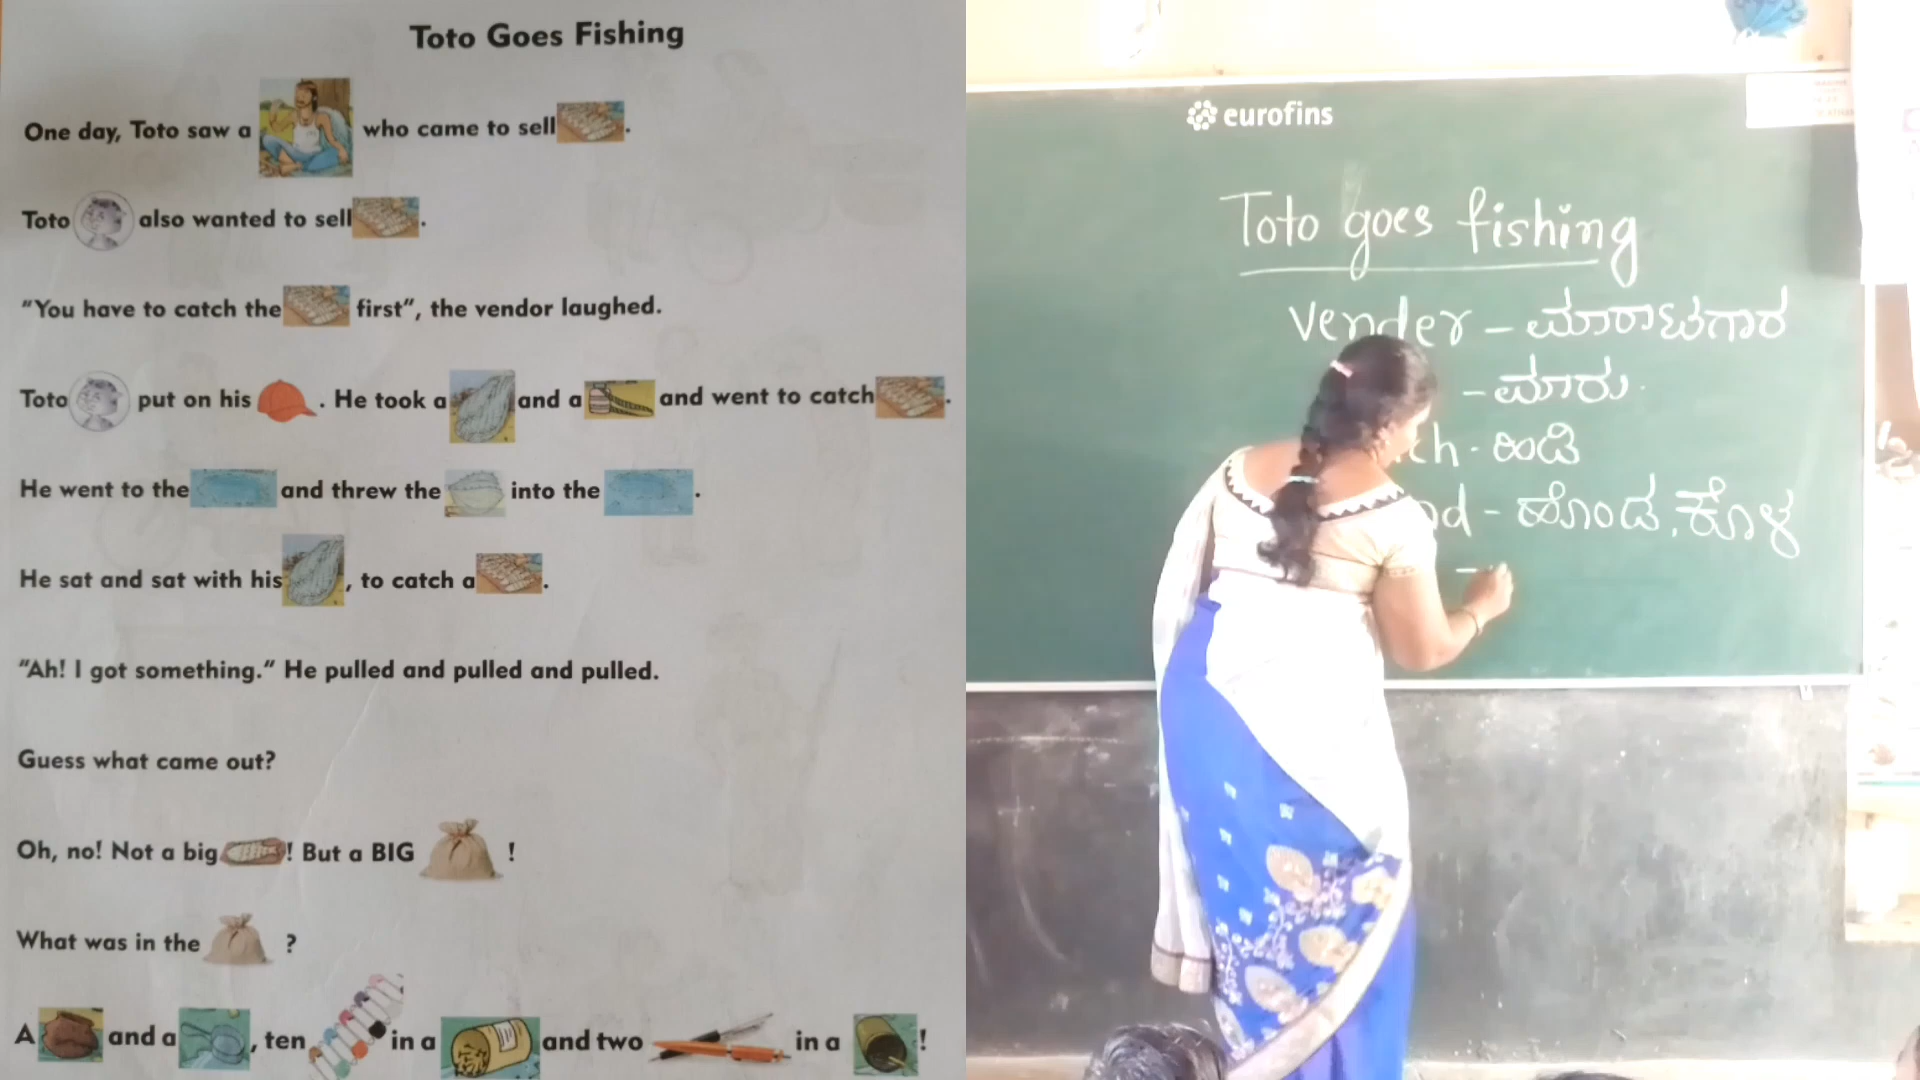 Toto Goes Fishing
One day, Toto saw a who came to sell .
Toto also wanted to sell .
"You have to catch the first", the vendor laughed.
Toto put on his . He took a and a and went to catch .
He went to the and threw the into the .
He sat and sat with his , to catch a .
"Ah! I got something." He pulled and pulled and pulled.
Guess what came out?
Oh, no! Not a big ! But a BIG !
What was in the ?
A and a , ten in a and two in a !
eurofins
Toto goes fishing
Vender - ಮಾರಾಟಗಾರ
- ಮಾರು.
ch - ಹಿಡಿ
d - ಹೊಂಡ, ಕೊಳ
-